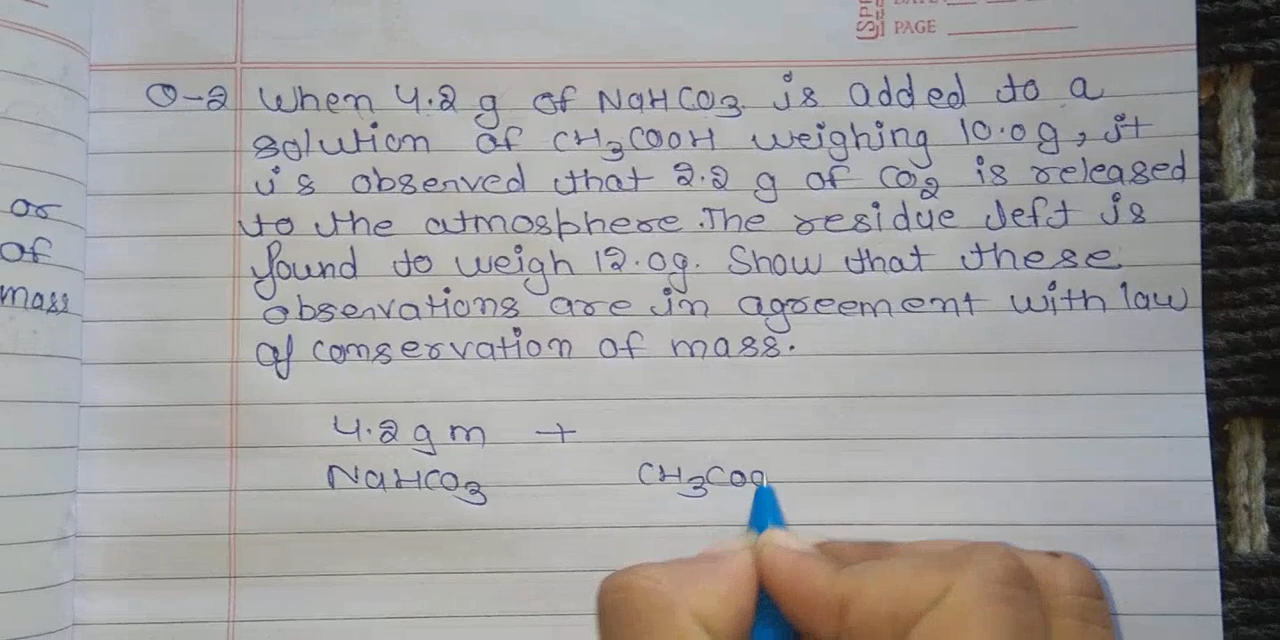 PAGE
Q-2 When 4.2 g of NaHCO3 is added to a
solution of CH3COOH weighing 10.0g, it
is observed that 2.2 g of CO2 is released
to the atmosphere. The residue left is
found to weigh 12.0g. Show that these
observations are in agreement with law
of conservation of mass.
or
of
mass
4.2 gm +
NaHCO3 CH3COO